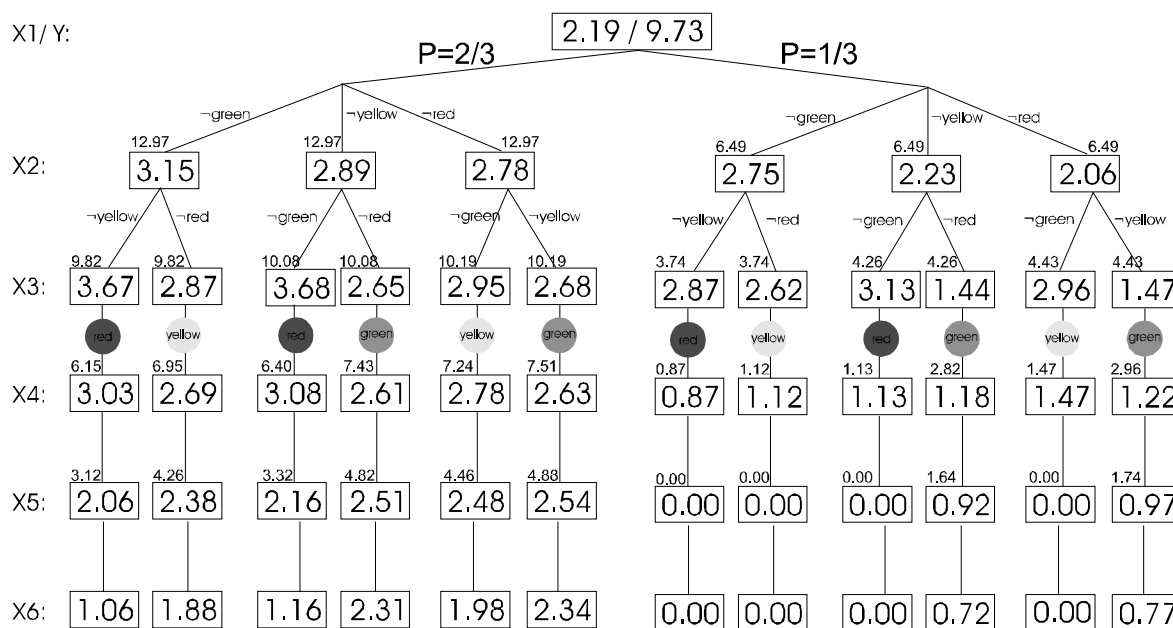 X1/ Y: 2.19 / 9.73
P=2/3 P=1/3
¬green ¬yellow ¬red ¬green ¬yellow ¬red
12.97 12.97 12.97 6.49 6.49 6.49
X2: 3.15 2.89 2.78 2.75 2.23 2.06
¬yellow ¬red ¬green ¬red ¬green ¬yellow ¬yellow ¬red ¬green ¬red ¬green ¬yellow
9.82 9.82 10.08 10.08 10.19 10.19 3.74 3.74 4.26 4.26 4.43 4.43
X3: 3.67 2.87 3.68 2.65 2.95 2.68 2.87 2.62 3.13 1.44 2.96 1.47
red yellow red green yellow green red yellow red green yellow green
6.15 6.95 6.40 7.43 7.24 7.51 0.87 1.12 1.13 2.82 1.47 2.96
X4: 3.03 2.69 3.08 2.61 2.78 2.63 0.87 1.12 1.13 1.18 1.47 1.22
3.12 4.26 3.32 4.82 4.46 4.88 0.00 0.00 0.00 1.64 0.00 1.74
X5: 2.06 2.38 2.16 2.51 2.48 2.54 0.00 0.00 0.00 0.92 0.00 0.97
X6: 1.06 1.88 1.16 2.31 1.98 2.34 0.00 0.00 0.00 0.72 0.00 0.77